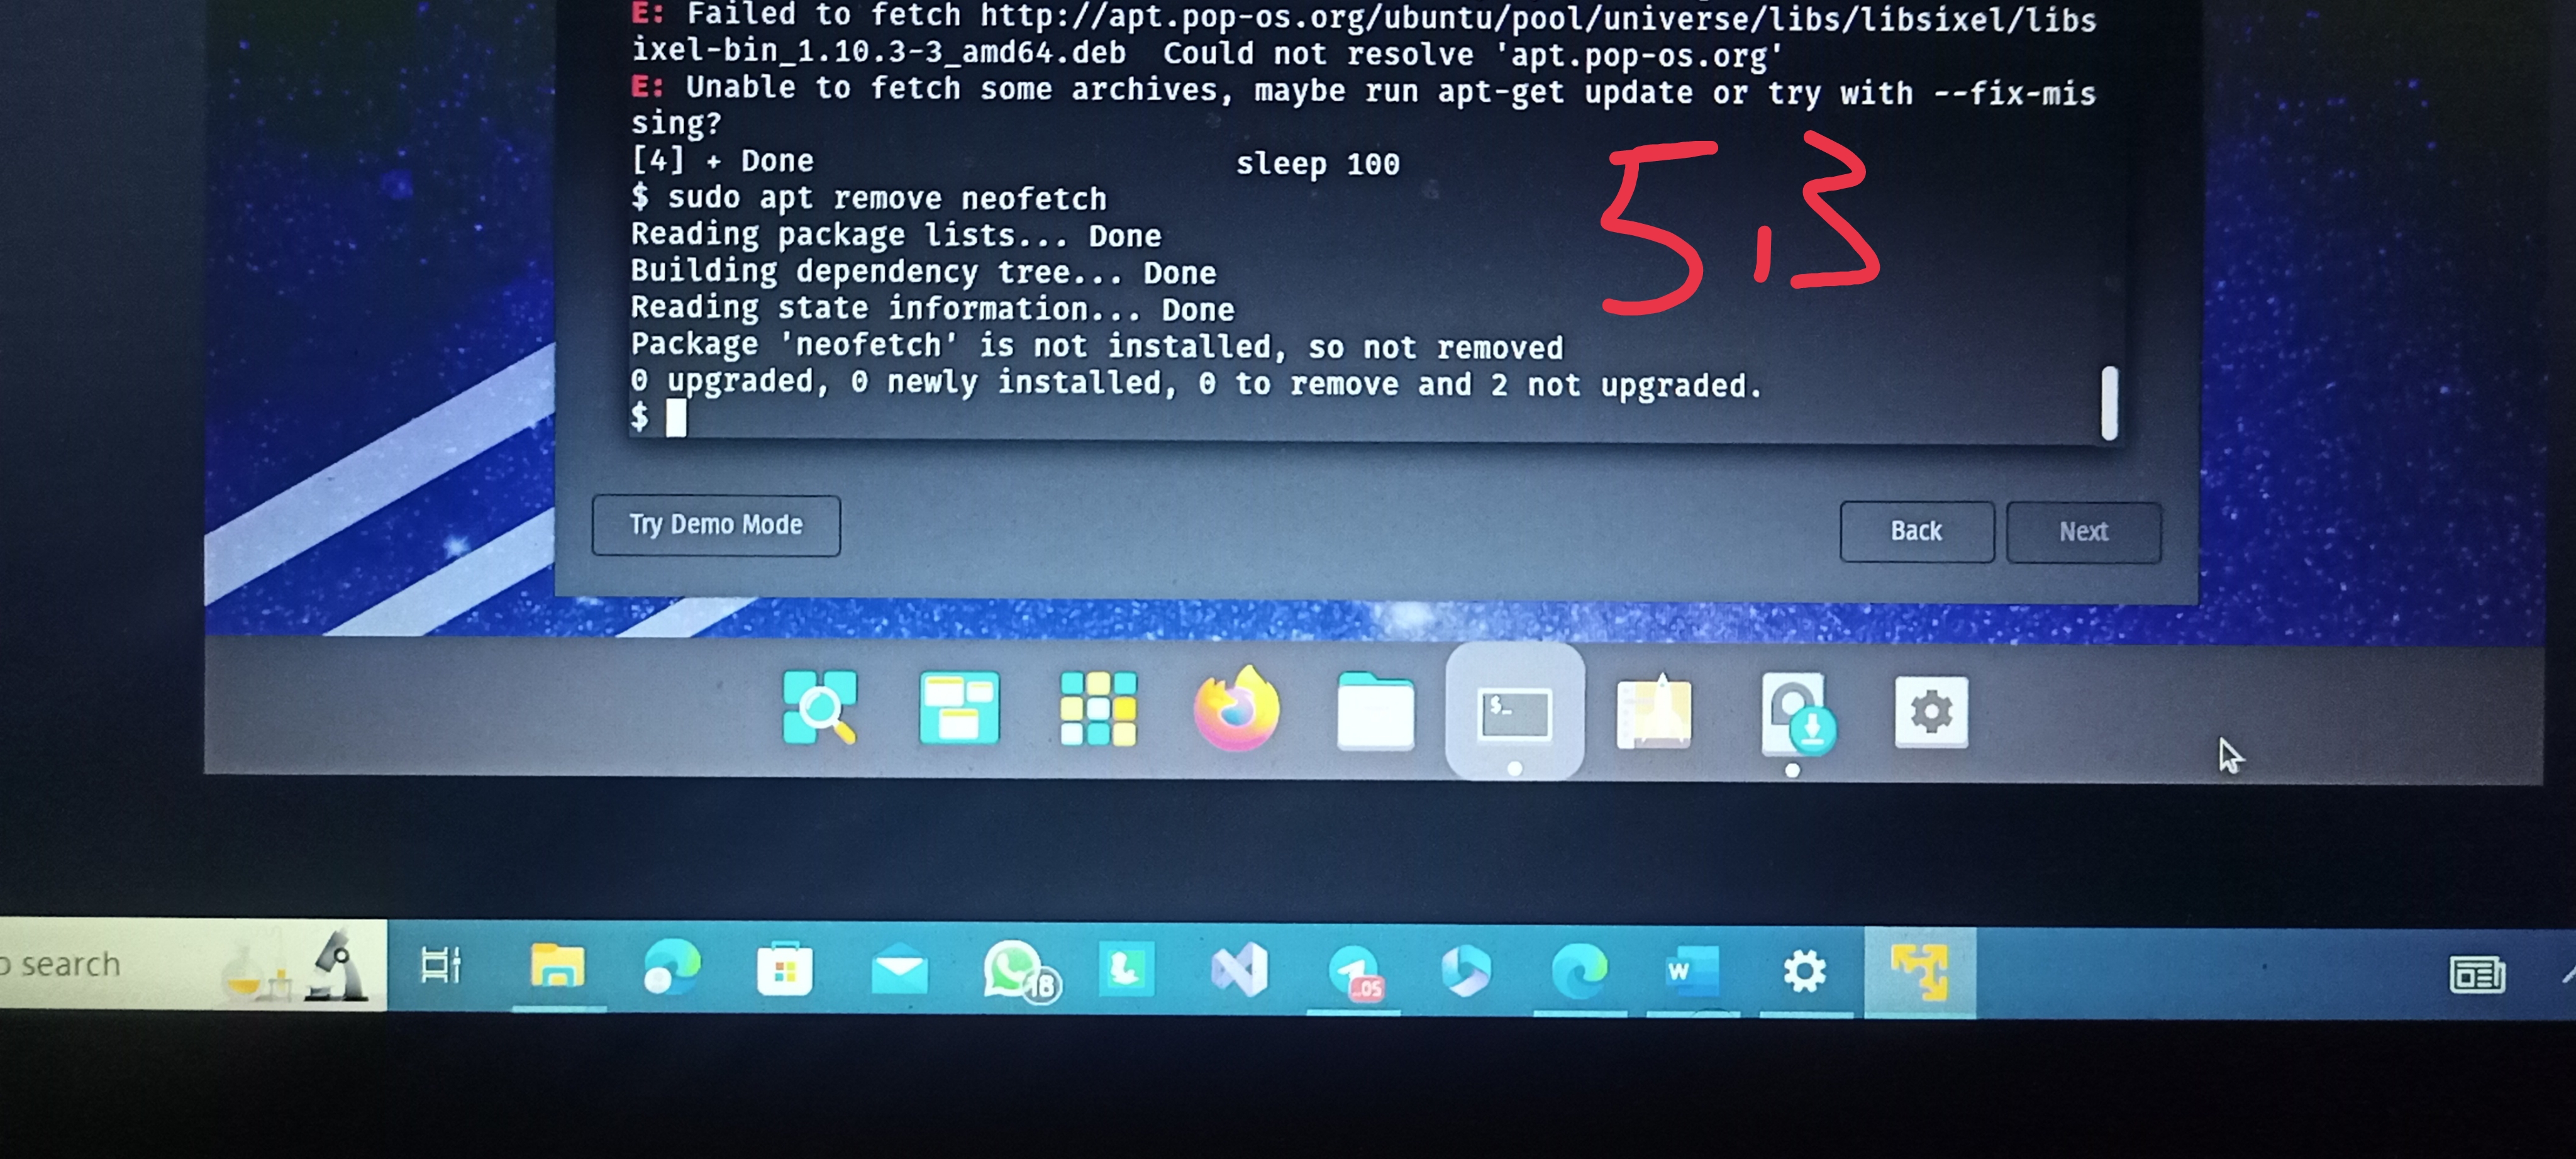 E: Failed to fetch http://apt.pop-os.org/ubuntu/pool/universe/libs/libsixel/libs
ixel-bin_1.10.3-3_amd64.deb  Could not resolve 'apt.pop-os.org'
E: Unable to fetch some archives, maybe run apt-get update or try with --fix-mis
sing?
[4] + Done                       sleep 100
$ sudo apt remove neofetch
Reading package lists... Done
Building dependency tree... Done
Reading state information... Done
Package 'neofetch' is not installed, so not removed
0 upgraded, 0 newly installed, 0 to remove and 2 not upgraded.
$
5.3
Try Demo Mode
Back
Next
$_
search
18
..05
W